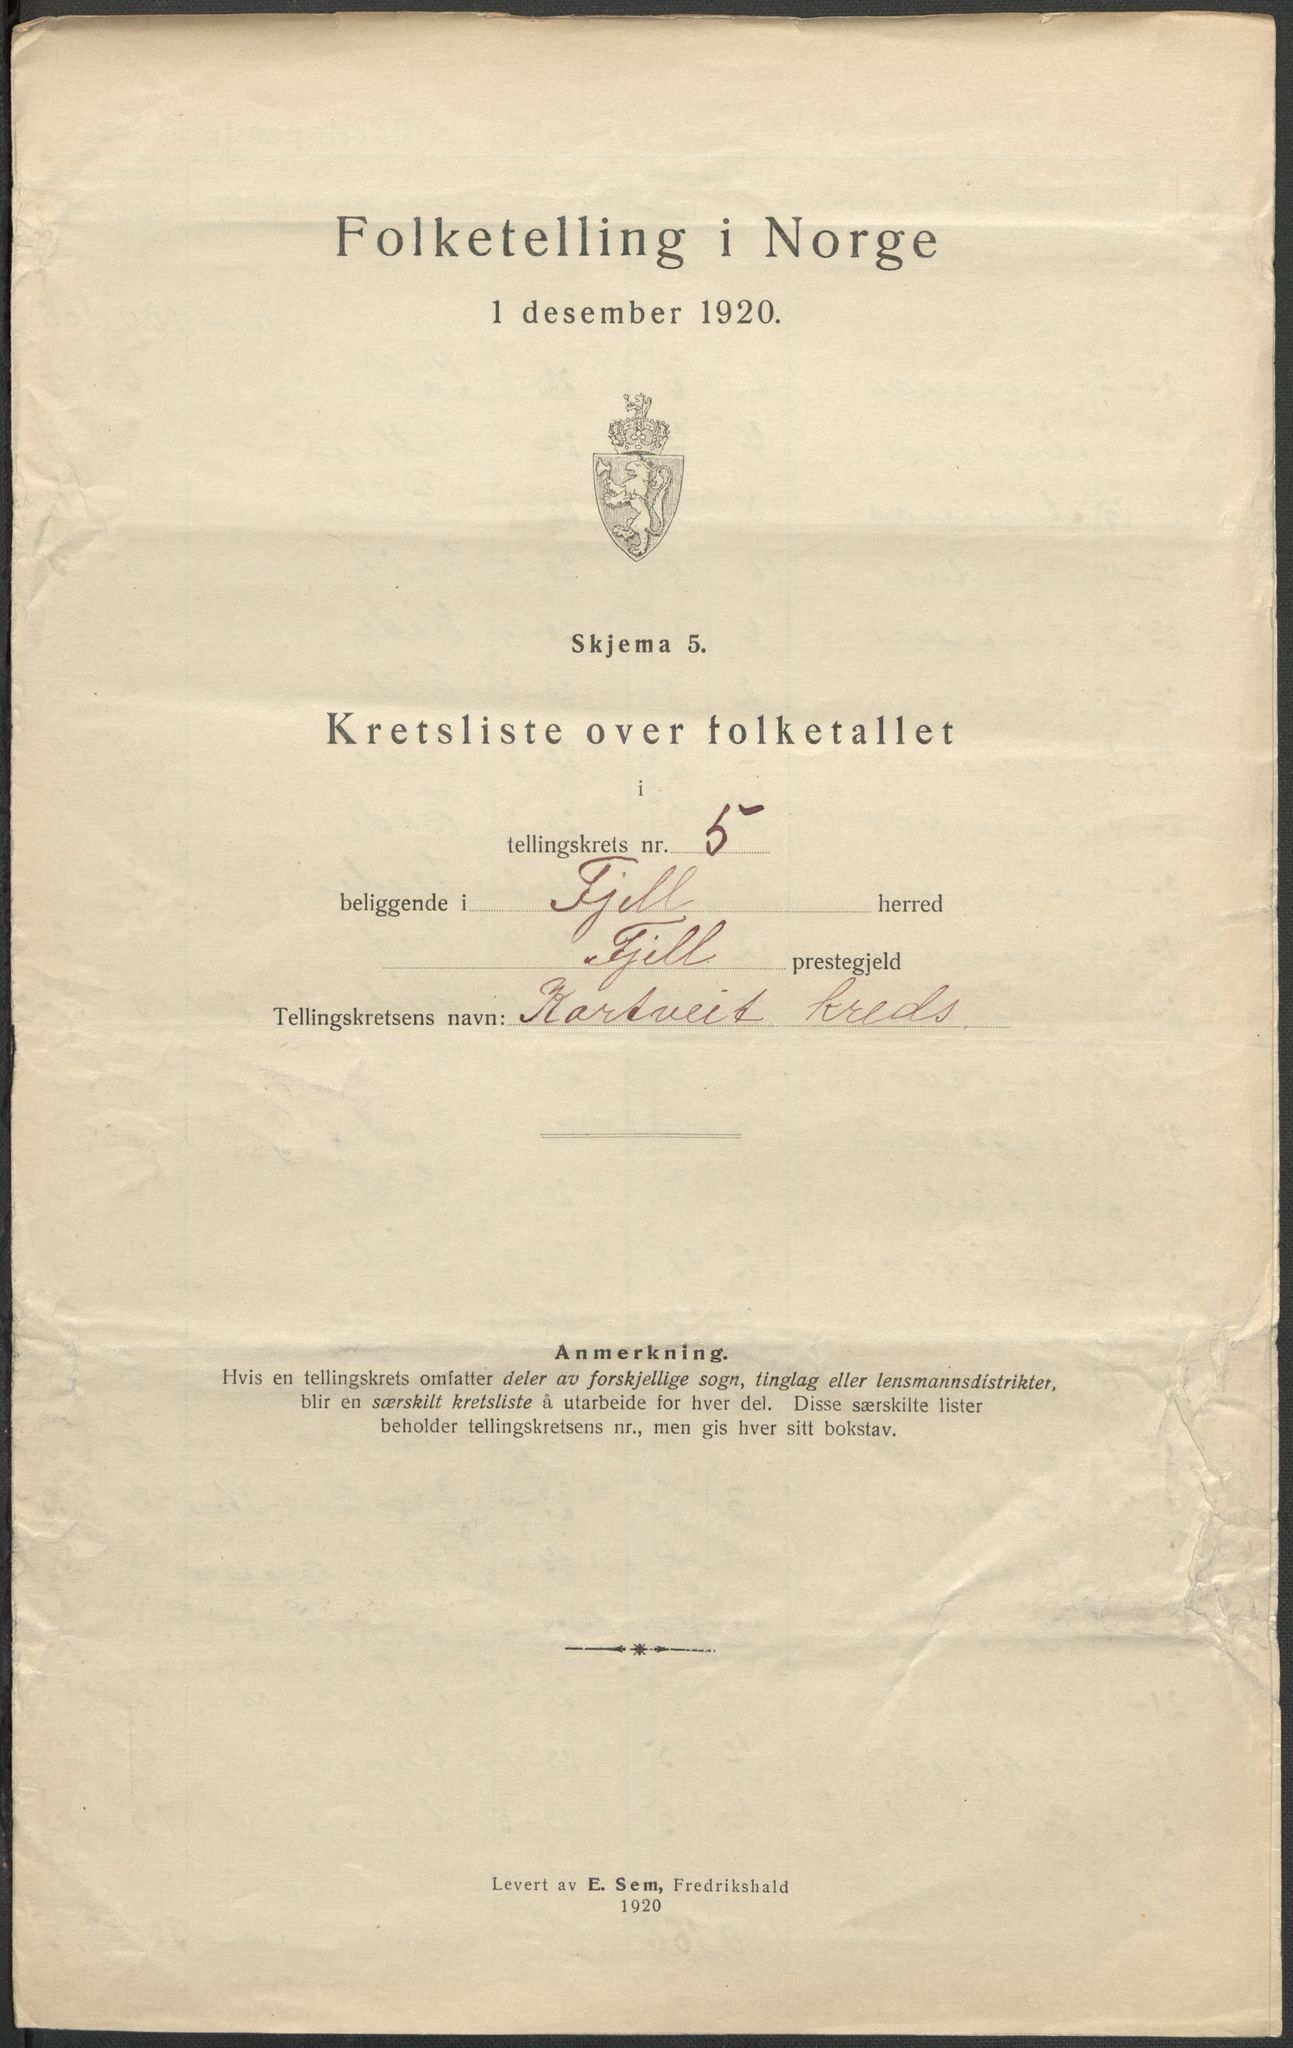 Folketelling i Norge
1 desember 1920.
Skjema 5.
Kretsliste over folketallet
i
tellingskrets nr. 5
beliggende i Fjell herred
Fjell prestegjeld
Tellingskretsens navn: Kartveit kreds.
Anmerkning.
Hvis en tellingskrets omfatter deler av forskjellige sogn, tinglag eller lensmannsdistrikter,
blir en særskilt kretsliste å utarbeide for hver del. Disse særskilte lister
beholder tellingskretsens nr., men gis hver sitt bokstav.
Levert av E. Sem, Fredrikshald
1920